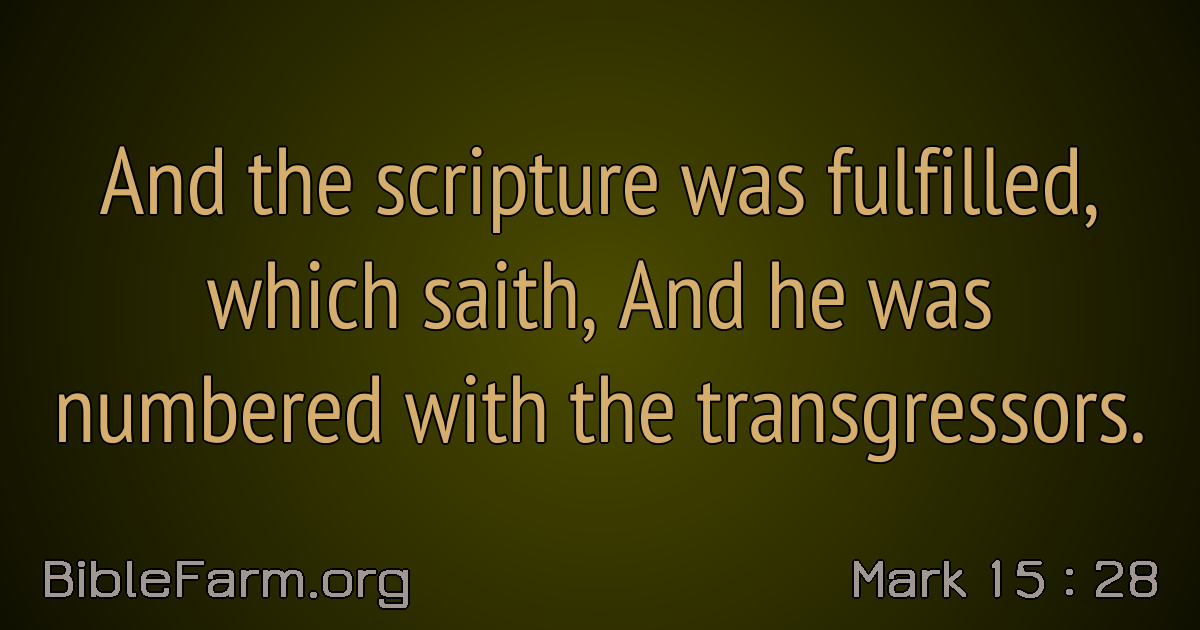 And the scripture was fulfilled,
which saith, And he was
numbered with the transgressors.
BibleFarm.org
Mark 15 : 28